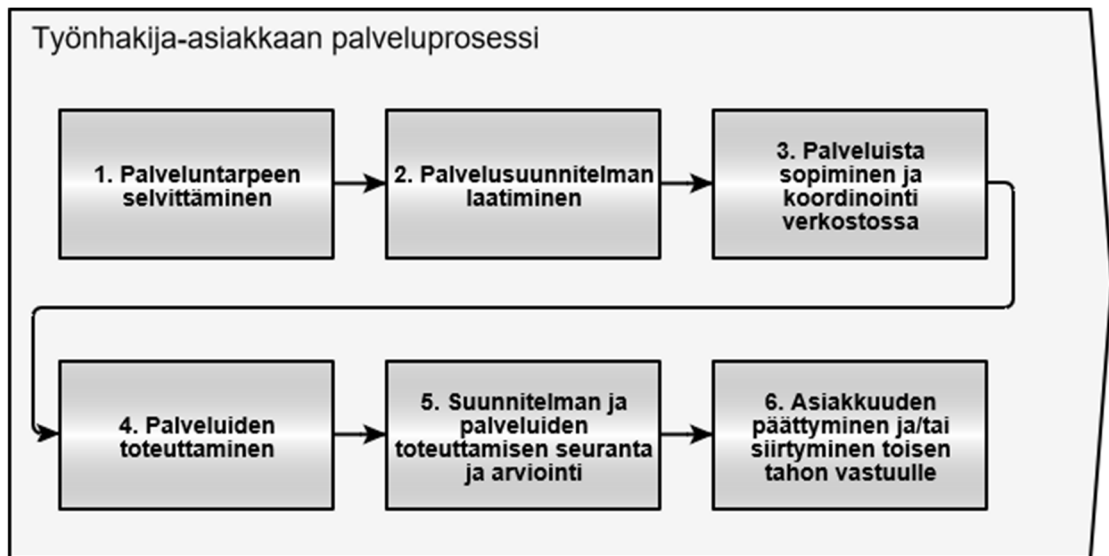 Työnhakija-asiakkaan palveluprosessi
1. Palveluntarpeen
selvittäminen
2. Palvelusuunnitelman
laatiminen
3. Palveluista
sopiminen ja
koordinointi
verkostossa
4. Palveluiden
toteuttaminen
5. Suunnitelman ja
palveluiden
toteuttamisen seuranta
ja arviointi
6. Asiakkuuden
päättyminen ja/tai
siirtyminen toisen
tahon vastuulle